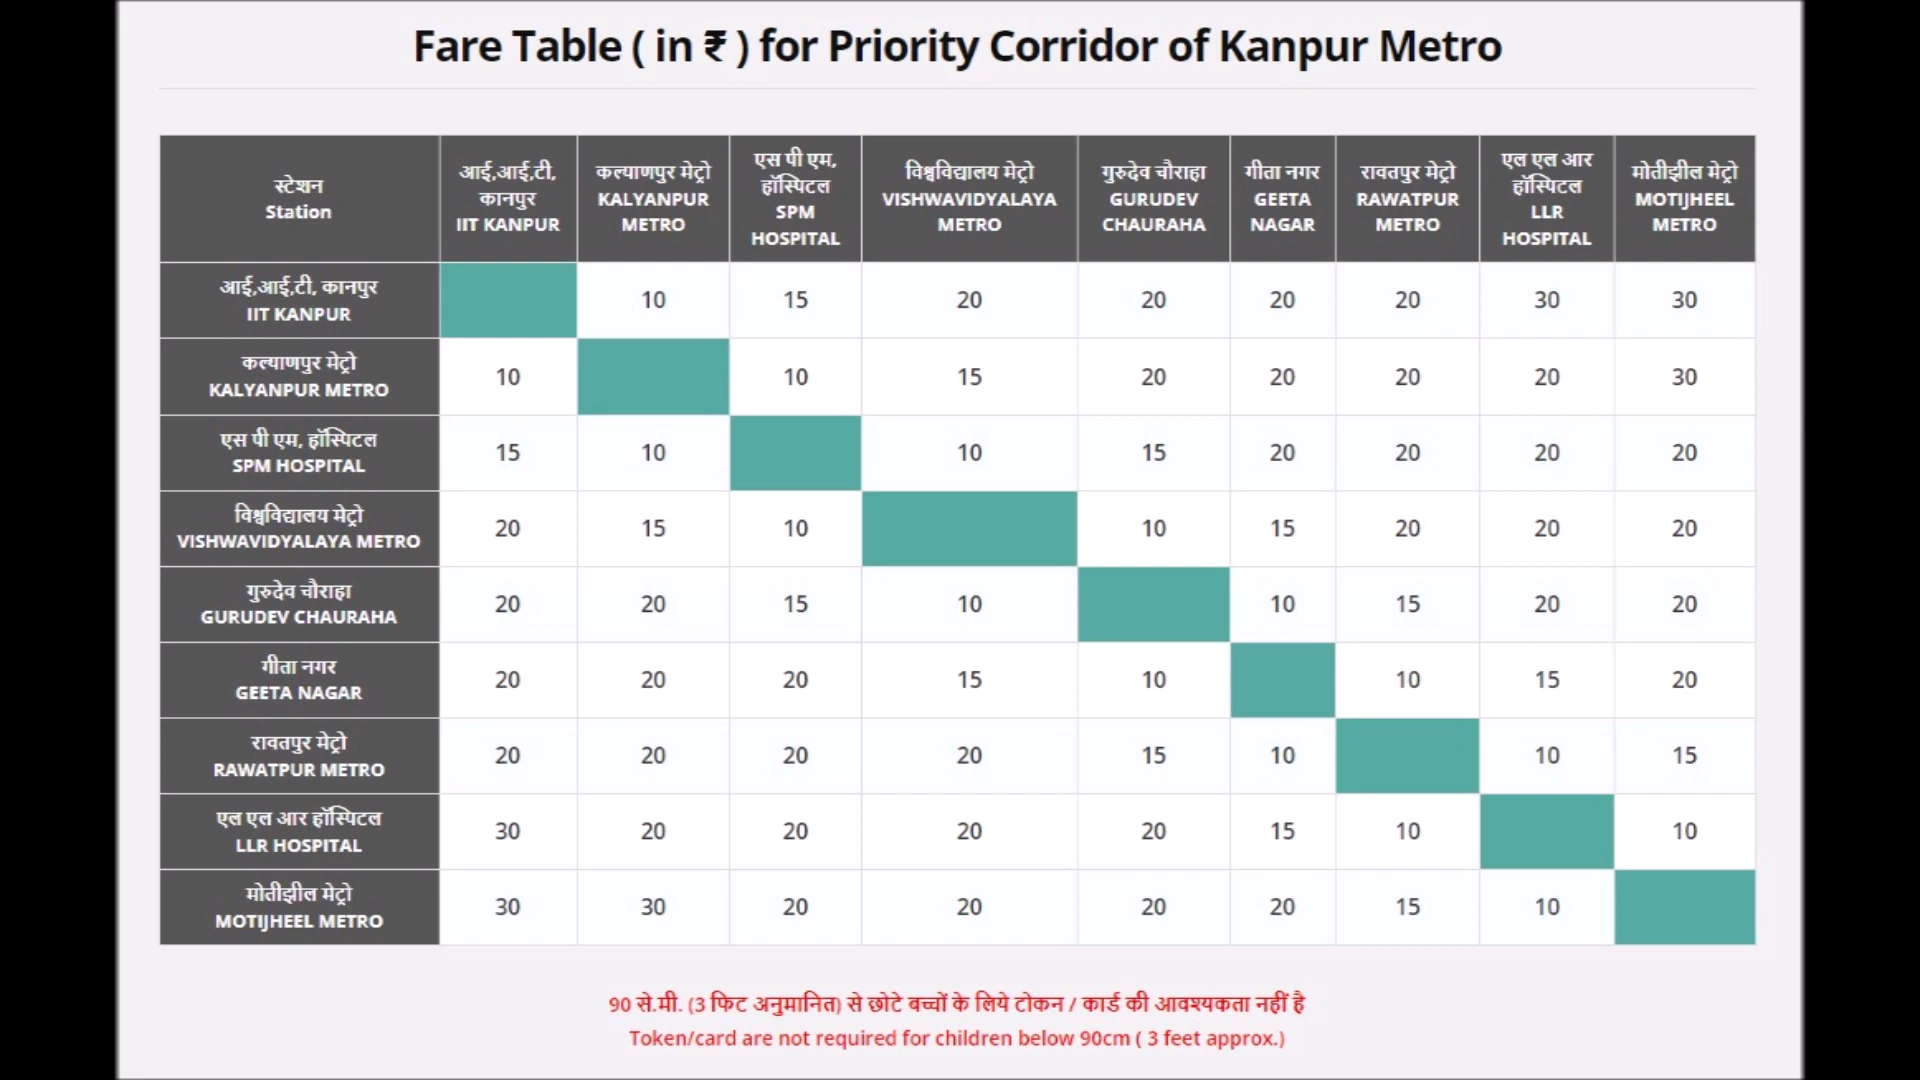 Fare Table ( in ₹ ) for Priority Corridor of Kanpur Metro
स्टेशन
Station
आई,आई,टी,
कानपुर
IIT KANPUR
कल्याणपुर मेट्रो
KALYANPUR
METRO
एस पी एम,
हॉस्पिटल
SPM
HOSPITAL
विश्वविद्यालय मेट्रो
VISHWAVIDYALAYA
METRO
गुरुदेव चौराहा
GURUDEV
CHAURAHA
गीता नगर
GEETA
NAGAR
रावतपुर मेट्रो
RAWATPUR
METRO
एल एल आर
हॉस्पिटल
LLR
HOSPITAL
मोतीझील मेट्रो
MOTIJHEEL
METRO
आई,आई,टी, कानपुर
IIT KANPUR
10 15 20 20 20 20 30 30
कल्याणपुर मेट्रो
KALYANPUR METRO
10 10 15 20 20 20 20 30
एस पी एम, हॉस्पिटल
SPM HOSPITAL
15 10 10 15 20 20 20 20
विश्वविद्यालय मेट्रो
VISHWAVIDYALAYA METRO
20 15 10 10 15 20 20 20
गुरुदेव चौराहा
GURUDEV CHAURAHA
20 20 15 10 10 15 20 20
गीता नगर
GEETA NAGAR
20 20 20 15 10 10 15 20
रावतपुर मेट्रो
RAWATPUR METRO
20 20 20 20 15 10 10 15
एल एल आर हॉस्पिटल
LLR HOSPITAL
30 20 20 20 20 15 10 10
मोतीझील मेट्रो
MOTIJHEEL METRO
30 30 20 20 20 20 15 10
90 से.मी. (3 फिट अनुमानित) से छोटे बच्चों के लिये टोकन / कार्ड की आवश्यकता नहीं है
Token/card are not required for children below 90cm ( 3 feet approx.)